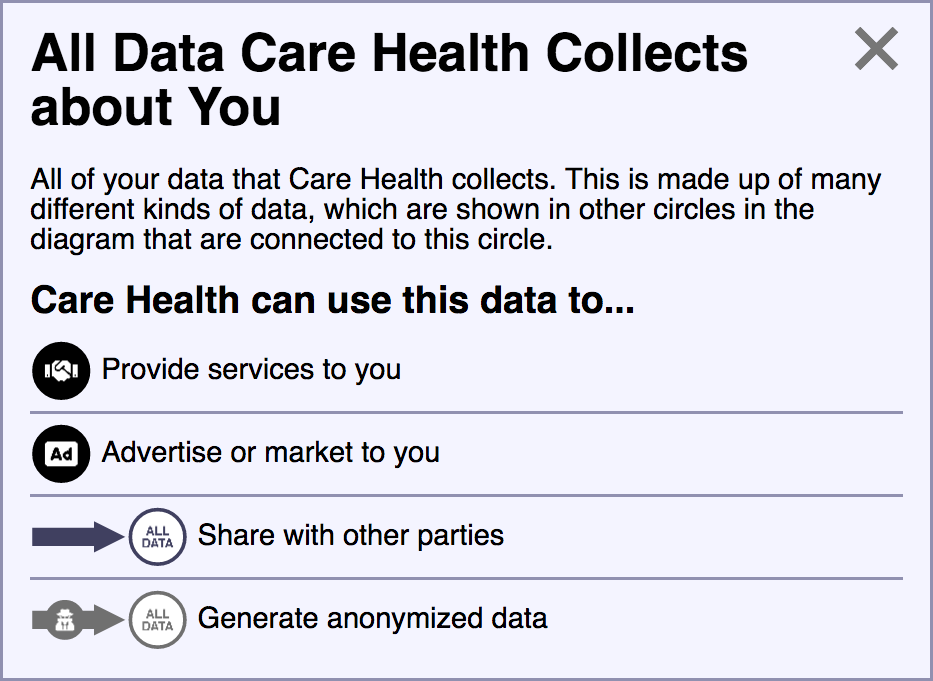 All Data Care Health Collects
about You
All of your data that Care Health collects. This is made up of many
different kinds of data, which are shown in other circles in the
diagram that are connected to this circle.
Care Health can use this data to...
Provide services to you
Ad Advertise or market to you
ALL
DATA
Share with other parties
ALL
DATA
Generate anonymized data